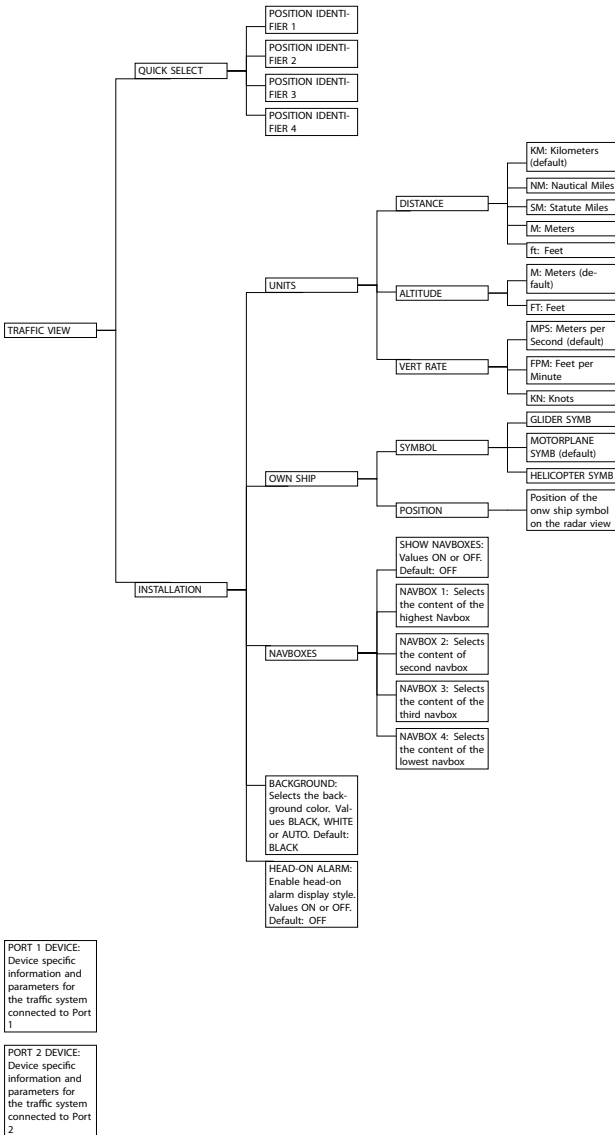 POSITION IDENTI-
FIER 1
POSITION IDENTI-
FIER 2
QUICK SELECT
POSITION IDENTI-
FIER 3
POSITION IDENTI-
FIER 4
KM: Kilometers
(default)
NM: Nautical Miles
DISTANCE
SM: Statute Miles
M: Meters
ft: Feet
UNITS
M: Meters (de-
fault)
ALTITUDE
FT: Feet
TRAFFIC VIEW
MPS: Meters per
Second (default)
VERT RATE
FPM: Feet per
Minute
KN: Knots
GLIDER SYMB
SYMBOL
MOTORPLANE
SYMB (default)
OWN SHIP
HELICOPTER SYMB
POSITION
Position of the
onw ship symbol
on the radar view
SHOW NAVBOXES:
Values ON or OFF.
Default: OFF
INSTALLATION
NAVBOX 1: Selects
the content of the
highest Navbox
NAVBOXES
NAVBOX 2: Selects
the content of
second navbox
NAVBOX 3: Selects
the content of the
third navbox
NAVBOX 4: Selects
the content of the
lowest navbox
BACKGROUND:
Selects the back-
ground color. Val-
ues BLACK, WHITE
or AUTO. Default:
BLACK
HEAD-ON ALARM:
Enable head-on
alarm display style.
Values ON or OFF.
Default: OFF
PORT 1 DEVICE:
Device specific
information and
parameters for
the traffic system
connected to Port
1
PORT 2 DEVICE:
Device specific
information and
parameters for
the traffic system
connected to Port
2